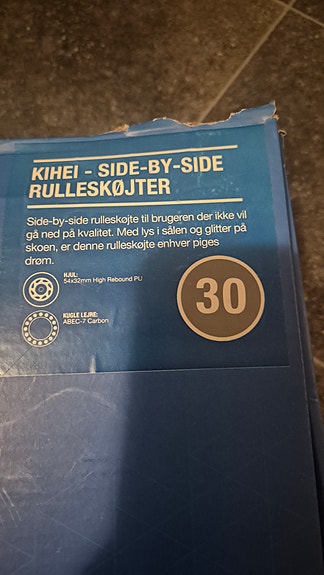 KIHEI - SIDE-BY-SIDE
RULLESKØJTER
Side-by-side rulleskøjte til brugeren der ikke vil
gå ned på kvalitet. Med lys i sålen og glitter på
skoen, er denne rulleskøjte enhver piges
drøm.
HJUL:
54x32mm High Rebound PU
KUGLE LEJRE:
ABEC-7 Carbon
30